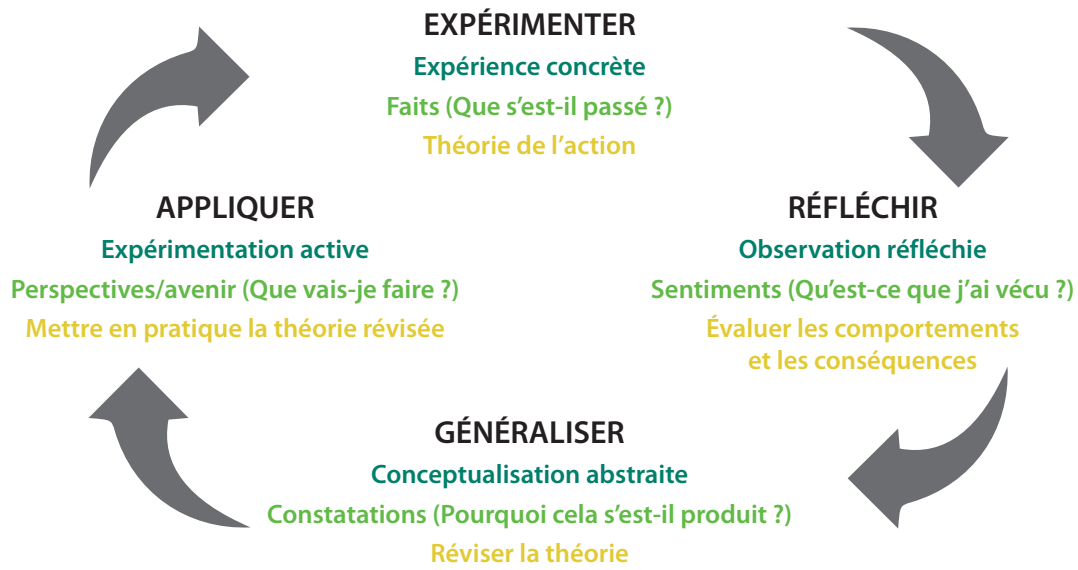 EXPÉRIMENTER
Expérience concrète
Faits (Que s’est-il passé ?)
Théorie de l’action
RÉFLÉCHIR
Observation réfléchie
Sentiments (Qu’est-ce que j’ai vécu ?)
Évaluer les comportements
et les conséquences
GÉNÉRALISER
Conceptualisation abstraite
Constatations (Pourquoi cela s’est-il produit ?)
Réviser la théorie
APPLIQUER
Expérimentation active
Perspectives/avenir (Que vais-je faire ?)
Mettre en pratique la théorie révisée